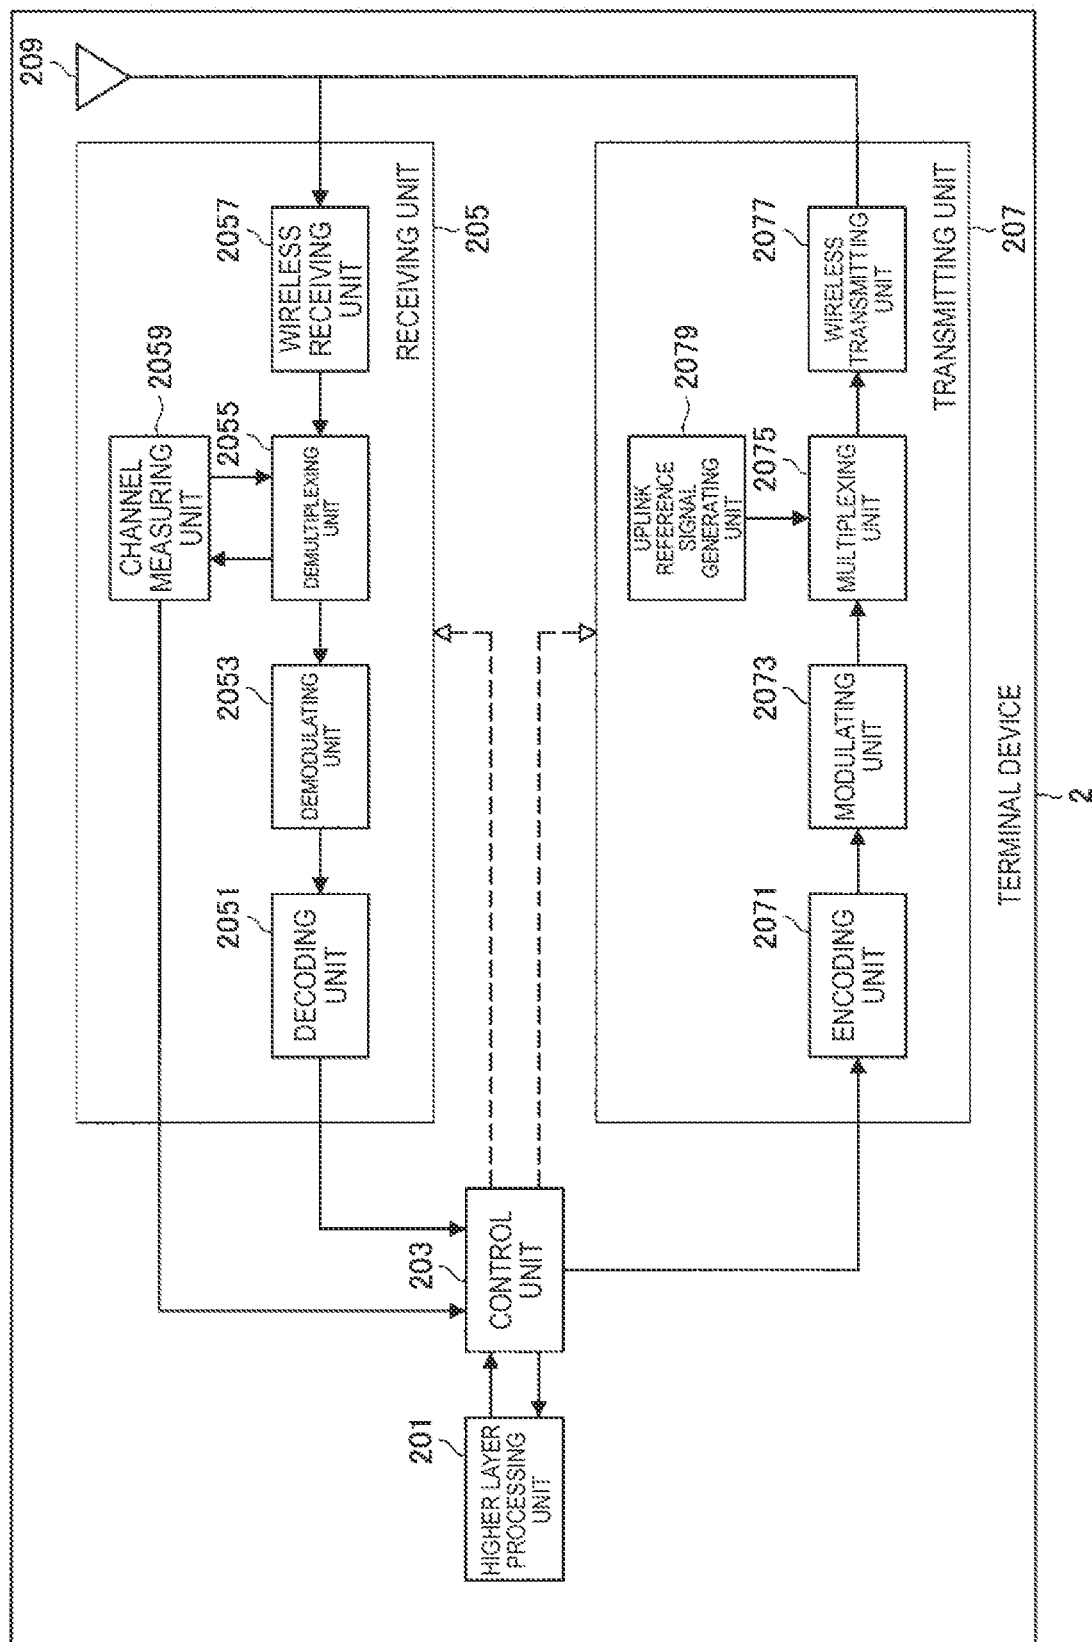 209
2057
WIRELESS
RECEIVING
UNIT
RECEIVING UNIT
205
2059
CHANNEL
MEASURING
UNIT
2055
DEMULTIPLEXING
UNIT
2053
DEMODULATING
UNIT
2051
DECODING
UNIT
203
CONTROL
UNIT
201
HIGHER LAYER
PROCESSING
UNIT
2077
WIRELESS
TRANSMITTING
UNIT
TRANSMITTING UNIT
207
2079
UPLINK
REFERENCE
SIGNAL
GENERATING
UNIT
2075
MULTIPLEXING
UNIT
2073
MODULATING
UNIT
2071
ENCODING
UNIT
TERMINAL DEVICE
2